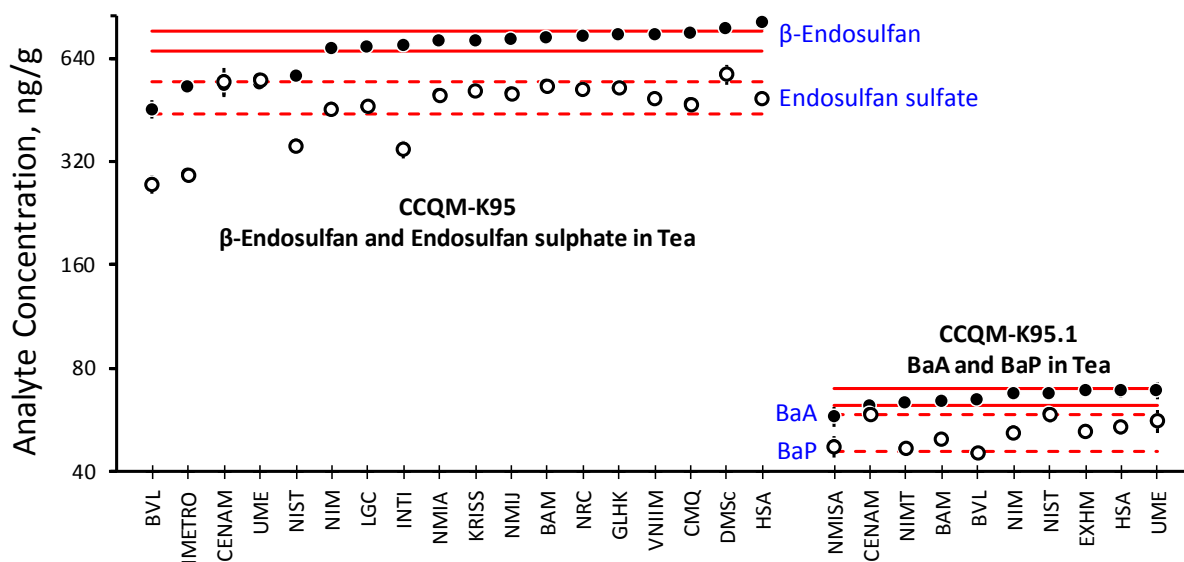 Analyte Concentration, ng/g
640
320
160
80
40
β-Endosulfan
Endosulfan sulfate
CCQM-K95
β-Endosulfan and Endosulfan sulphate in Tea
CCQM-K95.1
BaA and BaP in Tea
BaA
BaP
BVL
IMETRO
CENAM
UME
NIST
NIM
LGC
INTI
NMIA
KRISS
NMIJ
BAM
NRC
GLHK
VNIIM
CMQ
DMSc
HSA
NMISA
CENAM
NIMT
BAM
BVL
NIM
NIST
EXHM
HSA
UME